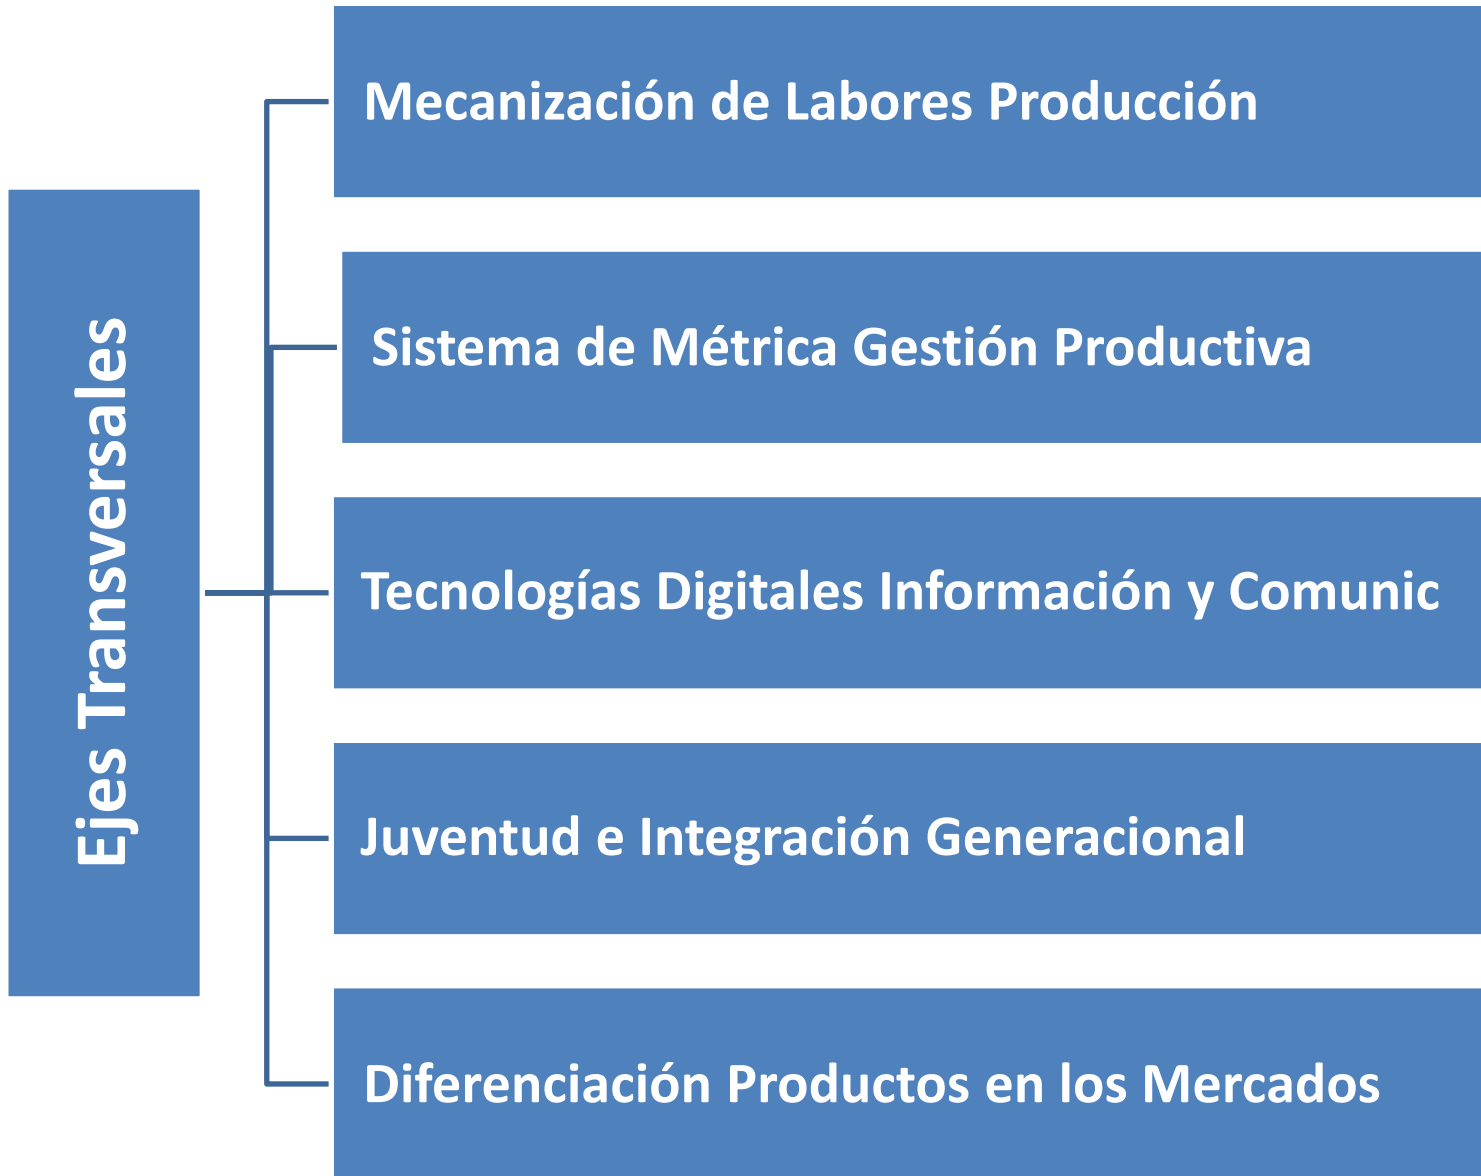 Ejes Transversales
Mecanización de Labores Producción
Sistema de Métrica Gestión Productiva
Tecnologías Digitales Información y Comunic
Juventud e Integración Generacional
Diferenciación Productos en los Mercados